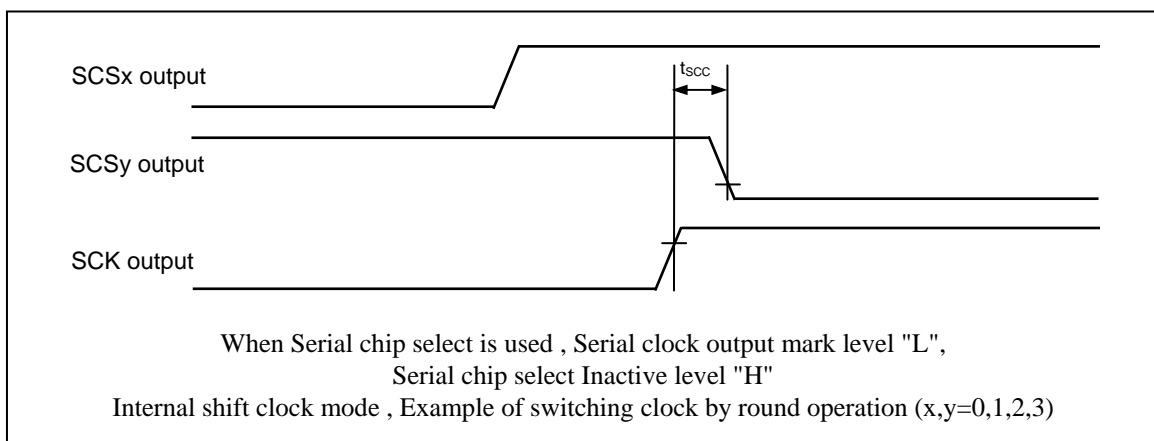 SCSx output
tSCC
SCSy output
SCK output
When Serial chip select is used , Serial clock output mark level "L",
Serial chip select Inactive level "H"
Internal shift clock mode , Example of switching clock by round operation (x,y=0,1,2,3)